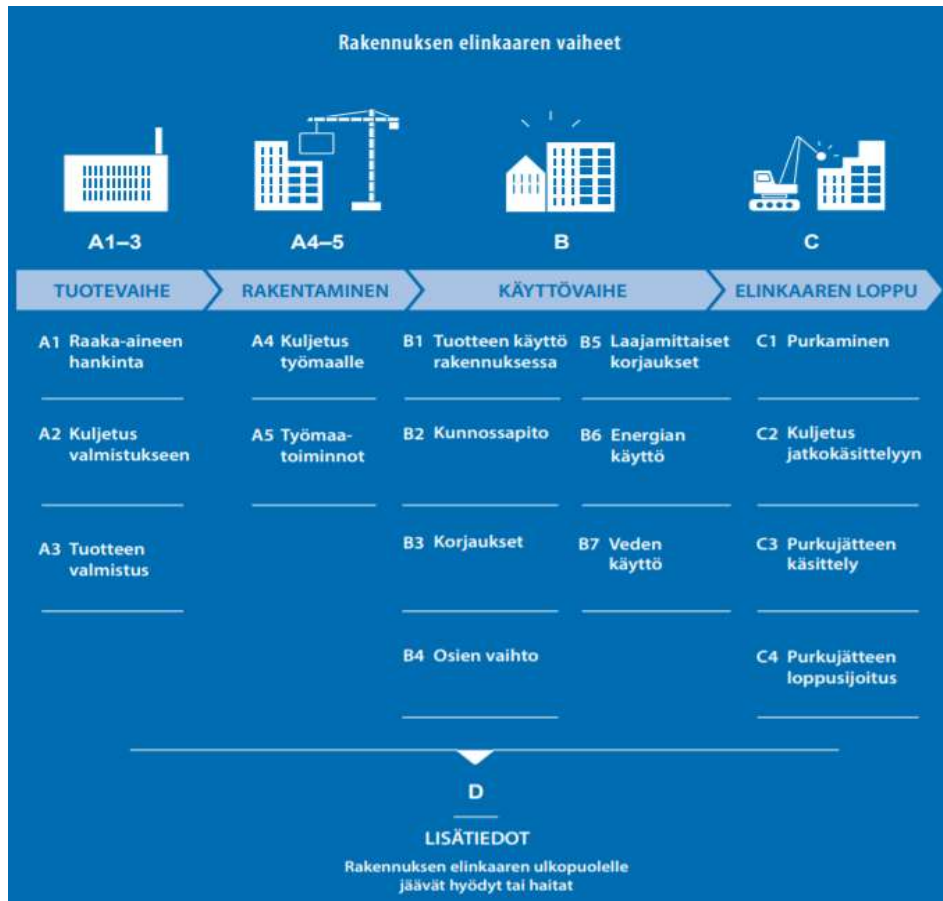 Rakennuksen elinkaaren vaiheet
A1–3
A4–5
B
C
TUOTEVAIHE
RAKENTAMINEN
KÄYTTÖVAIHE
ELINKAAREN LOPPU
A1 Raaka-aineen
hankinta
A2 Kuljetus
valmistukseen
A3 Tuotteen
valmistus
A4 Kuljetus
työmaalle
A5 Työmaa-
toiminnot
B1 Tuotteen käyttö
rakennuksessa
B2 Kunnossapito
B3 Korjaukset
B4 Osien vaihto
B5 Laajamittaiset
korjaukset
B6 Energian
käyttö
B7 Veden
käyttö
C1 Purkaminen
C2 Kuljetus
jatkokäsittelyyn
C3 Purkujätteen
käsittely
C4 Purkujätteen
loppusijoitus
D
LISÄTIEDOT
Rakennuksen elinkaaren ulkopuolelle
jäävät hyödyt tai haitat